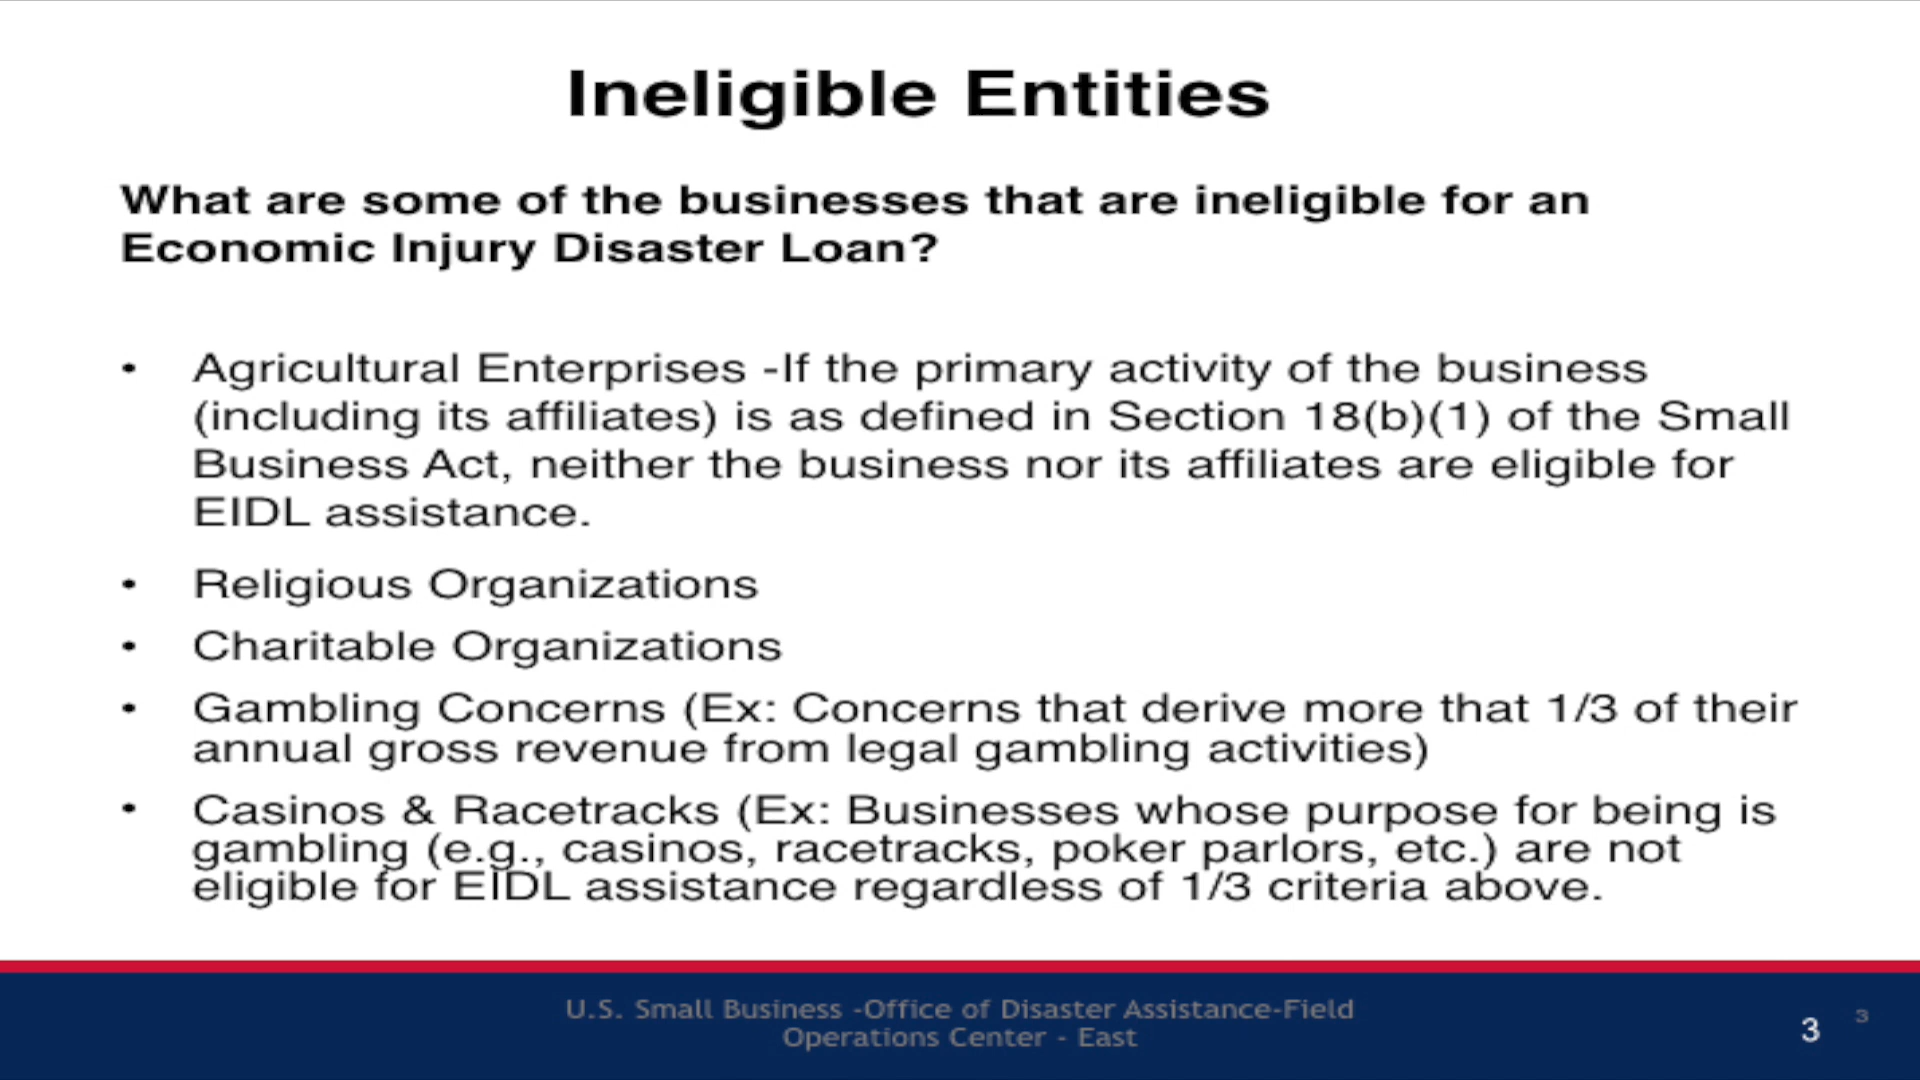 Ineligible Entities
What are some of the businesses that are ineligible for an
Economic Injury Disaster Loan?
• Agricultural Enterprises -If the primary activity of the business
(including its affiliates) is as defined in Section 18(b)(1) of the Small
Business Act, neither the business nor its affiliates are eligible for
EIDL assistance.
• Religious Organizations
• Charitable Organizations
• Gambling Concerns (Ex: Concerns that derive more that 1/3 of their
annual gross revenue from legal gambling activities)
• Casinos & Racetracks (Ex: Businesses whose purpose for being is
gambling (e.g., casinos, racetracks, poker parlors, etc.) are not
eligible for EIDL assistance regardless of 1/3 criteria above.
U.S. Small Business -Office of Disaster Assistance-Field
Operations Center - East
3
3